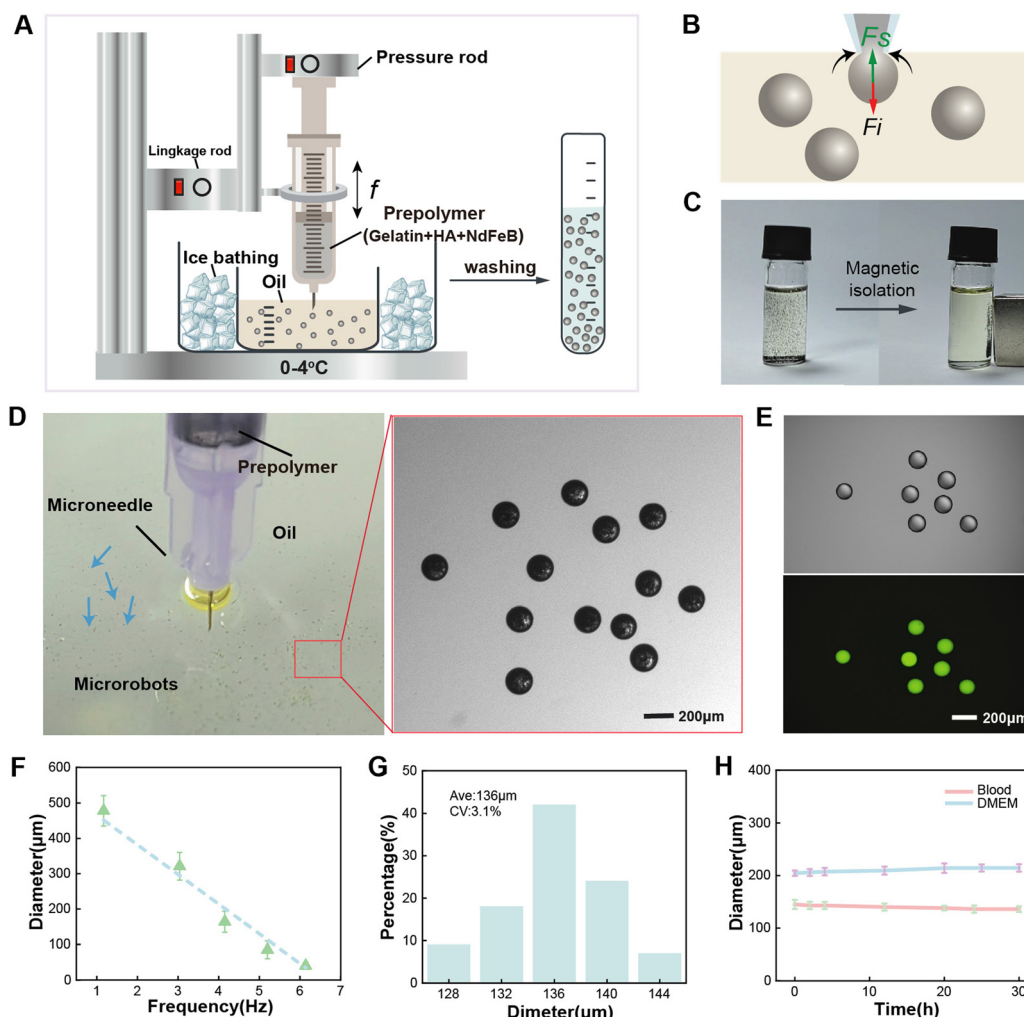 A
Pressure rod
Lingkage rod
f
Prepolymer
(Gelatin+HA+NdFeB)
Ice bathing
Oil
washing
0-4°C
B
Fs
Fi
C
Magnetic
isolation
D
Prepolymer
Microneedle
Oil
Microrobots
200μm
E
200μm
F
600
500
400
300
200
100
0
Diameter(μm)
1 2 3 4 5 6 7
Frequency(Hz)
G
50
40
30
20
10
0
Percentage(%)
Ave:136μm
CV:3.1%
128 132 136 140 144
Dimeter(μm)
H
400
300
200
100
0
Diameter(μm)
Blood
DMEM
0 10 20 30
Time(h)